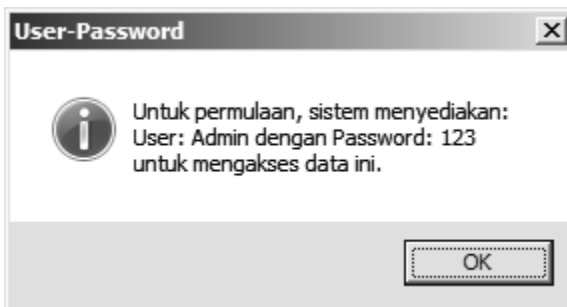 User-Password
Untuk permulaan, sistem menyediakan:
User: Admin dengan Password: 123
untuk mengakses data ini.
OK